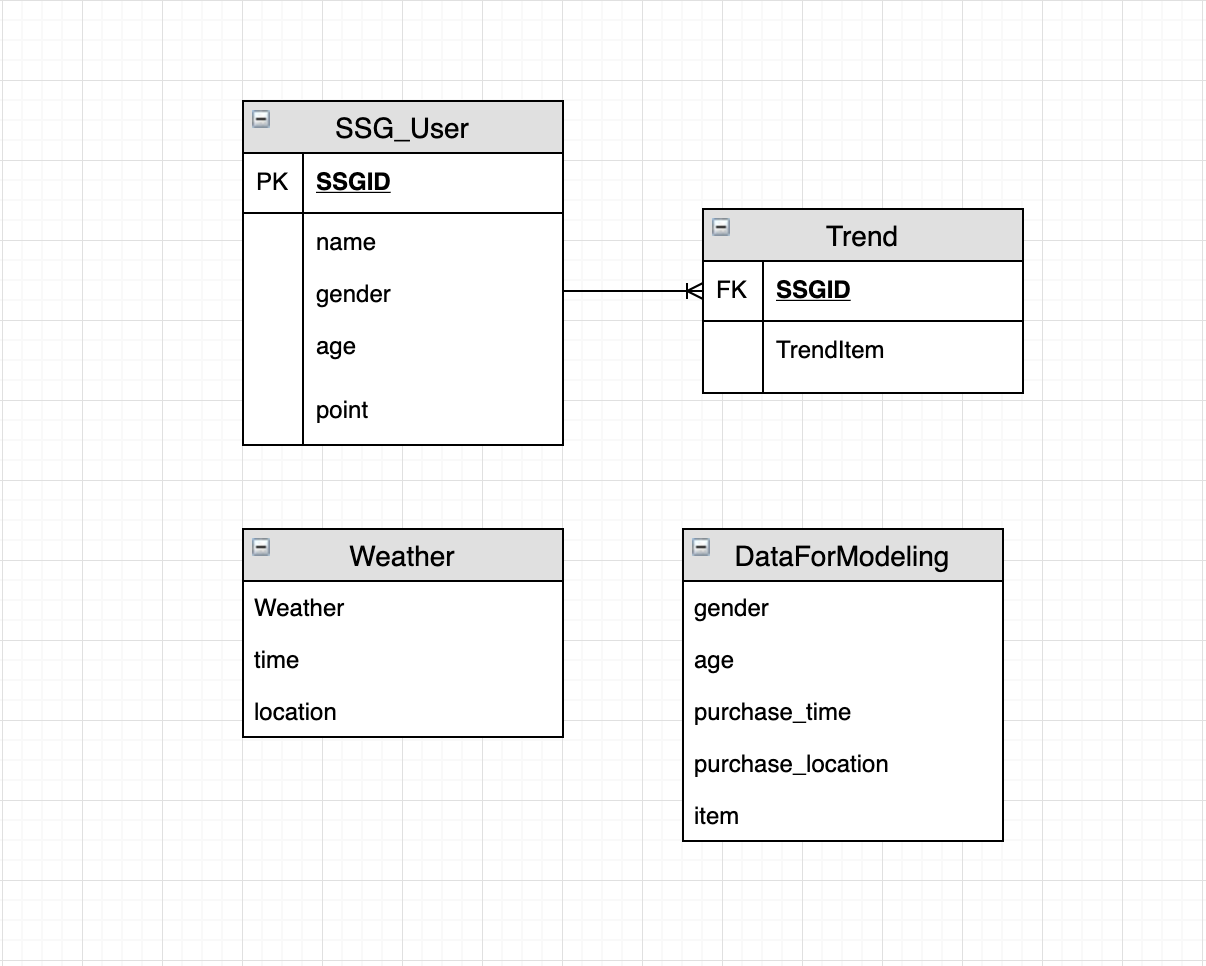 SSG_User
PK SSGID
name
gender
age
point
Trend
FK SSGID
TrendItem
Weather
Weather
time
location
DataForModeling
gender
age
purchase_time
purchase_location
item